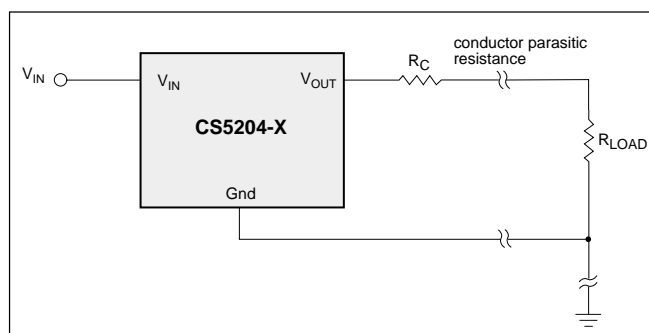 conductor parasitic
resistance
R_C
V_IN
V_IN
V_OUT
CS5204-X
R_LOAD
Gnd